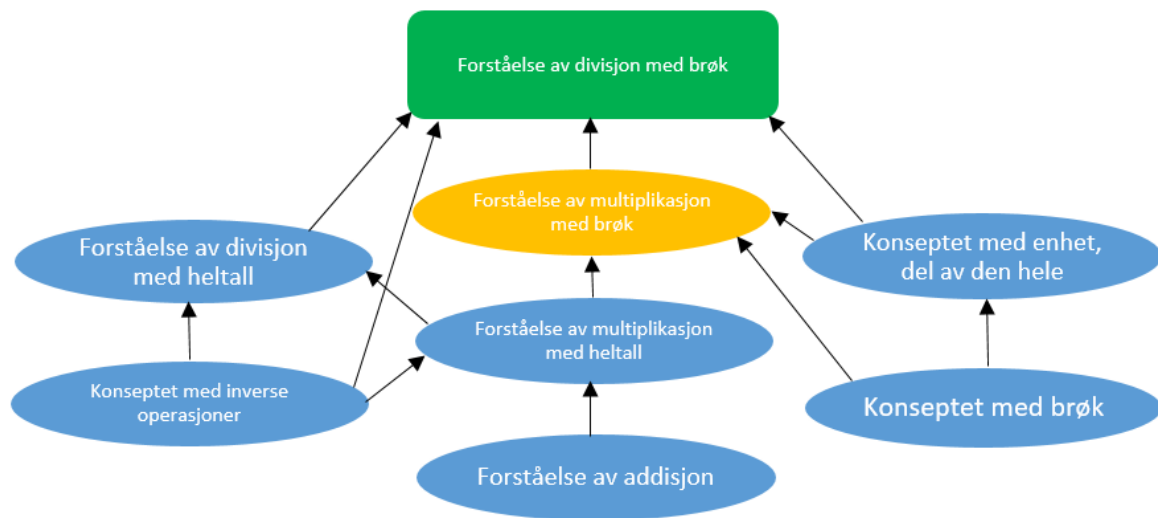 Forståelse av divisjon med brøk
Forståelse av multiplikasjon
med brøk
Forståelse av divisjon
med heltall
Konseptet med enhet,
del av den hele
Forståelse av multiplikasjon
med heltall
Konseptet med inverse
operasjoner
Konseptet med brøk
Forståelse av addisjon